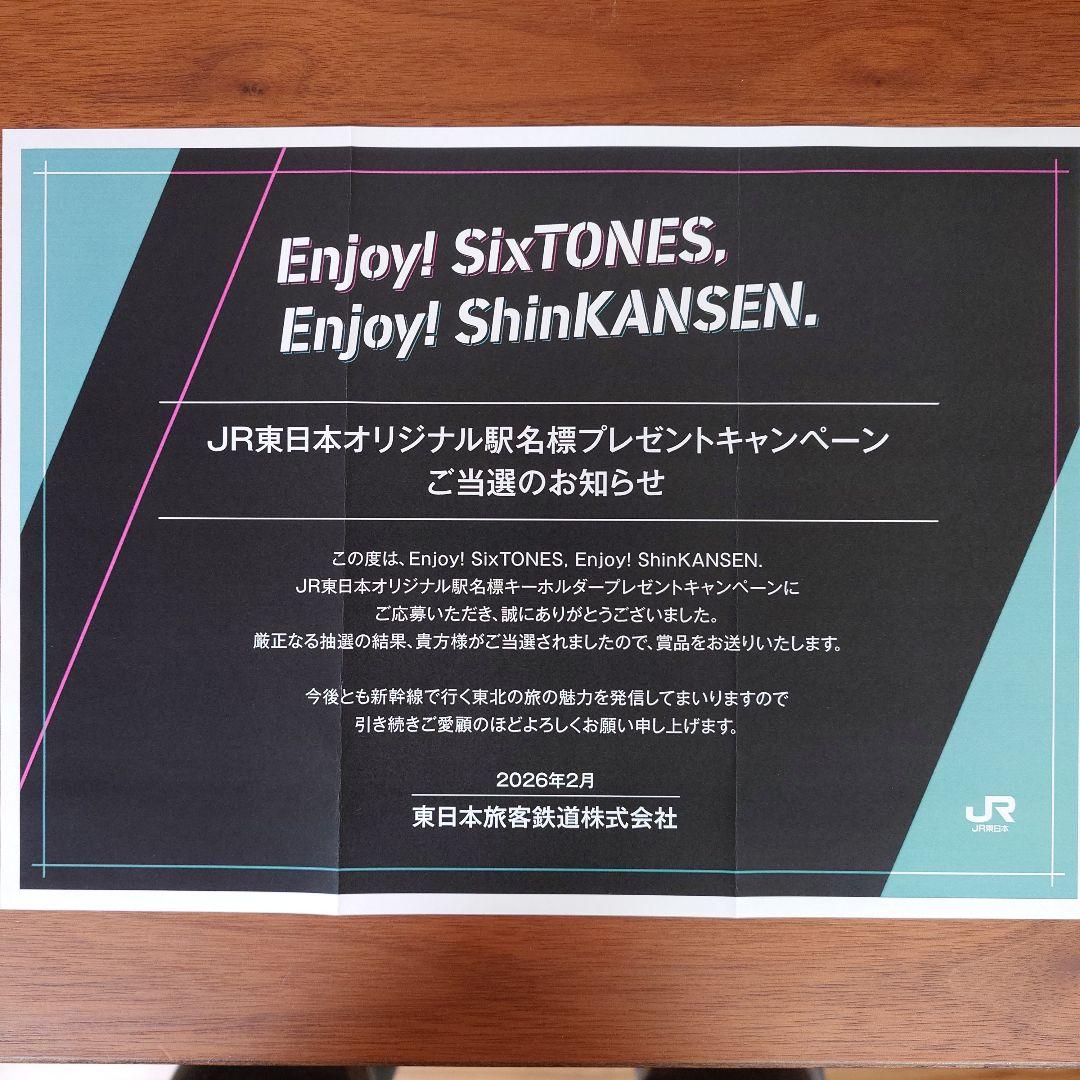 Enjoy! SixTONES,
Enjoy! ShinKANSEN.
JR東日本オリジナル駅名標プレゼントキャンペーン
ご当選のお知らせ
この度は、Enjoy! SixTONES, Enjoy! ShinKANSEN.
JR東日本オリジナル駅名標キーホルダープレゼントキャンペーンに
ご応募いただき、誠にありがとうございました。
厳正なる抽選の結果、貴方様がご当選されましたので、賞品をお送りいたします。
今後とも新幹線で行く東北の旅の魅力を発信してまいりますので
引き続きご愛顧のほどよろしくお願い申し上げます。
2026年2月
東日本旅客鉄道株式会社
JR
JR東日本